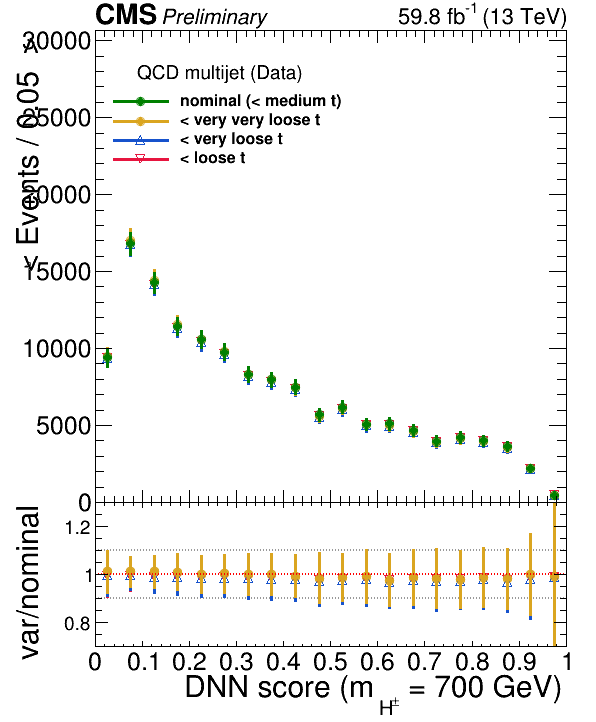 CMS Preliminary 59.8 fb-1 (13 TeV)
< Events / 0.05 >
30000
25000
20000
15000
10000
5000
0
QCD multijet (Data)
nominal (< medium t)
< very very loose t
< very loose t
< loose t
var/nominal
1.2
1
0.8
0 0.1 0.2 0.3 0.4 0.5 0.6 0.7 0.8 0.9 1
DNN score (m H± = 700 GeV)